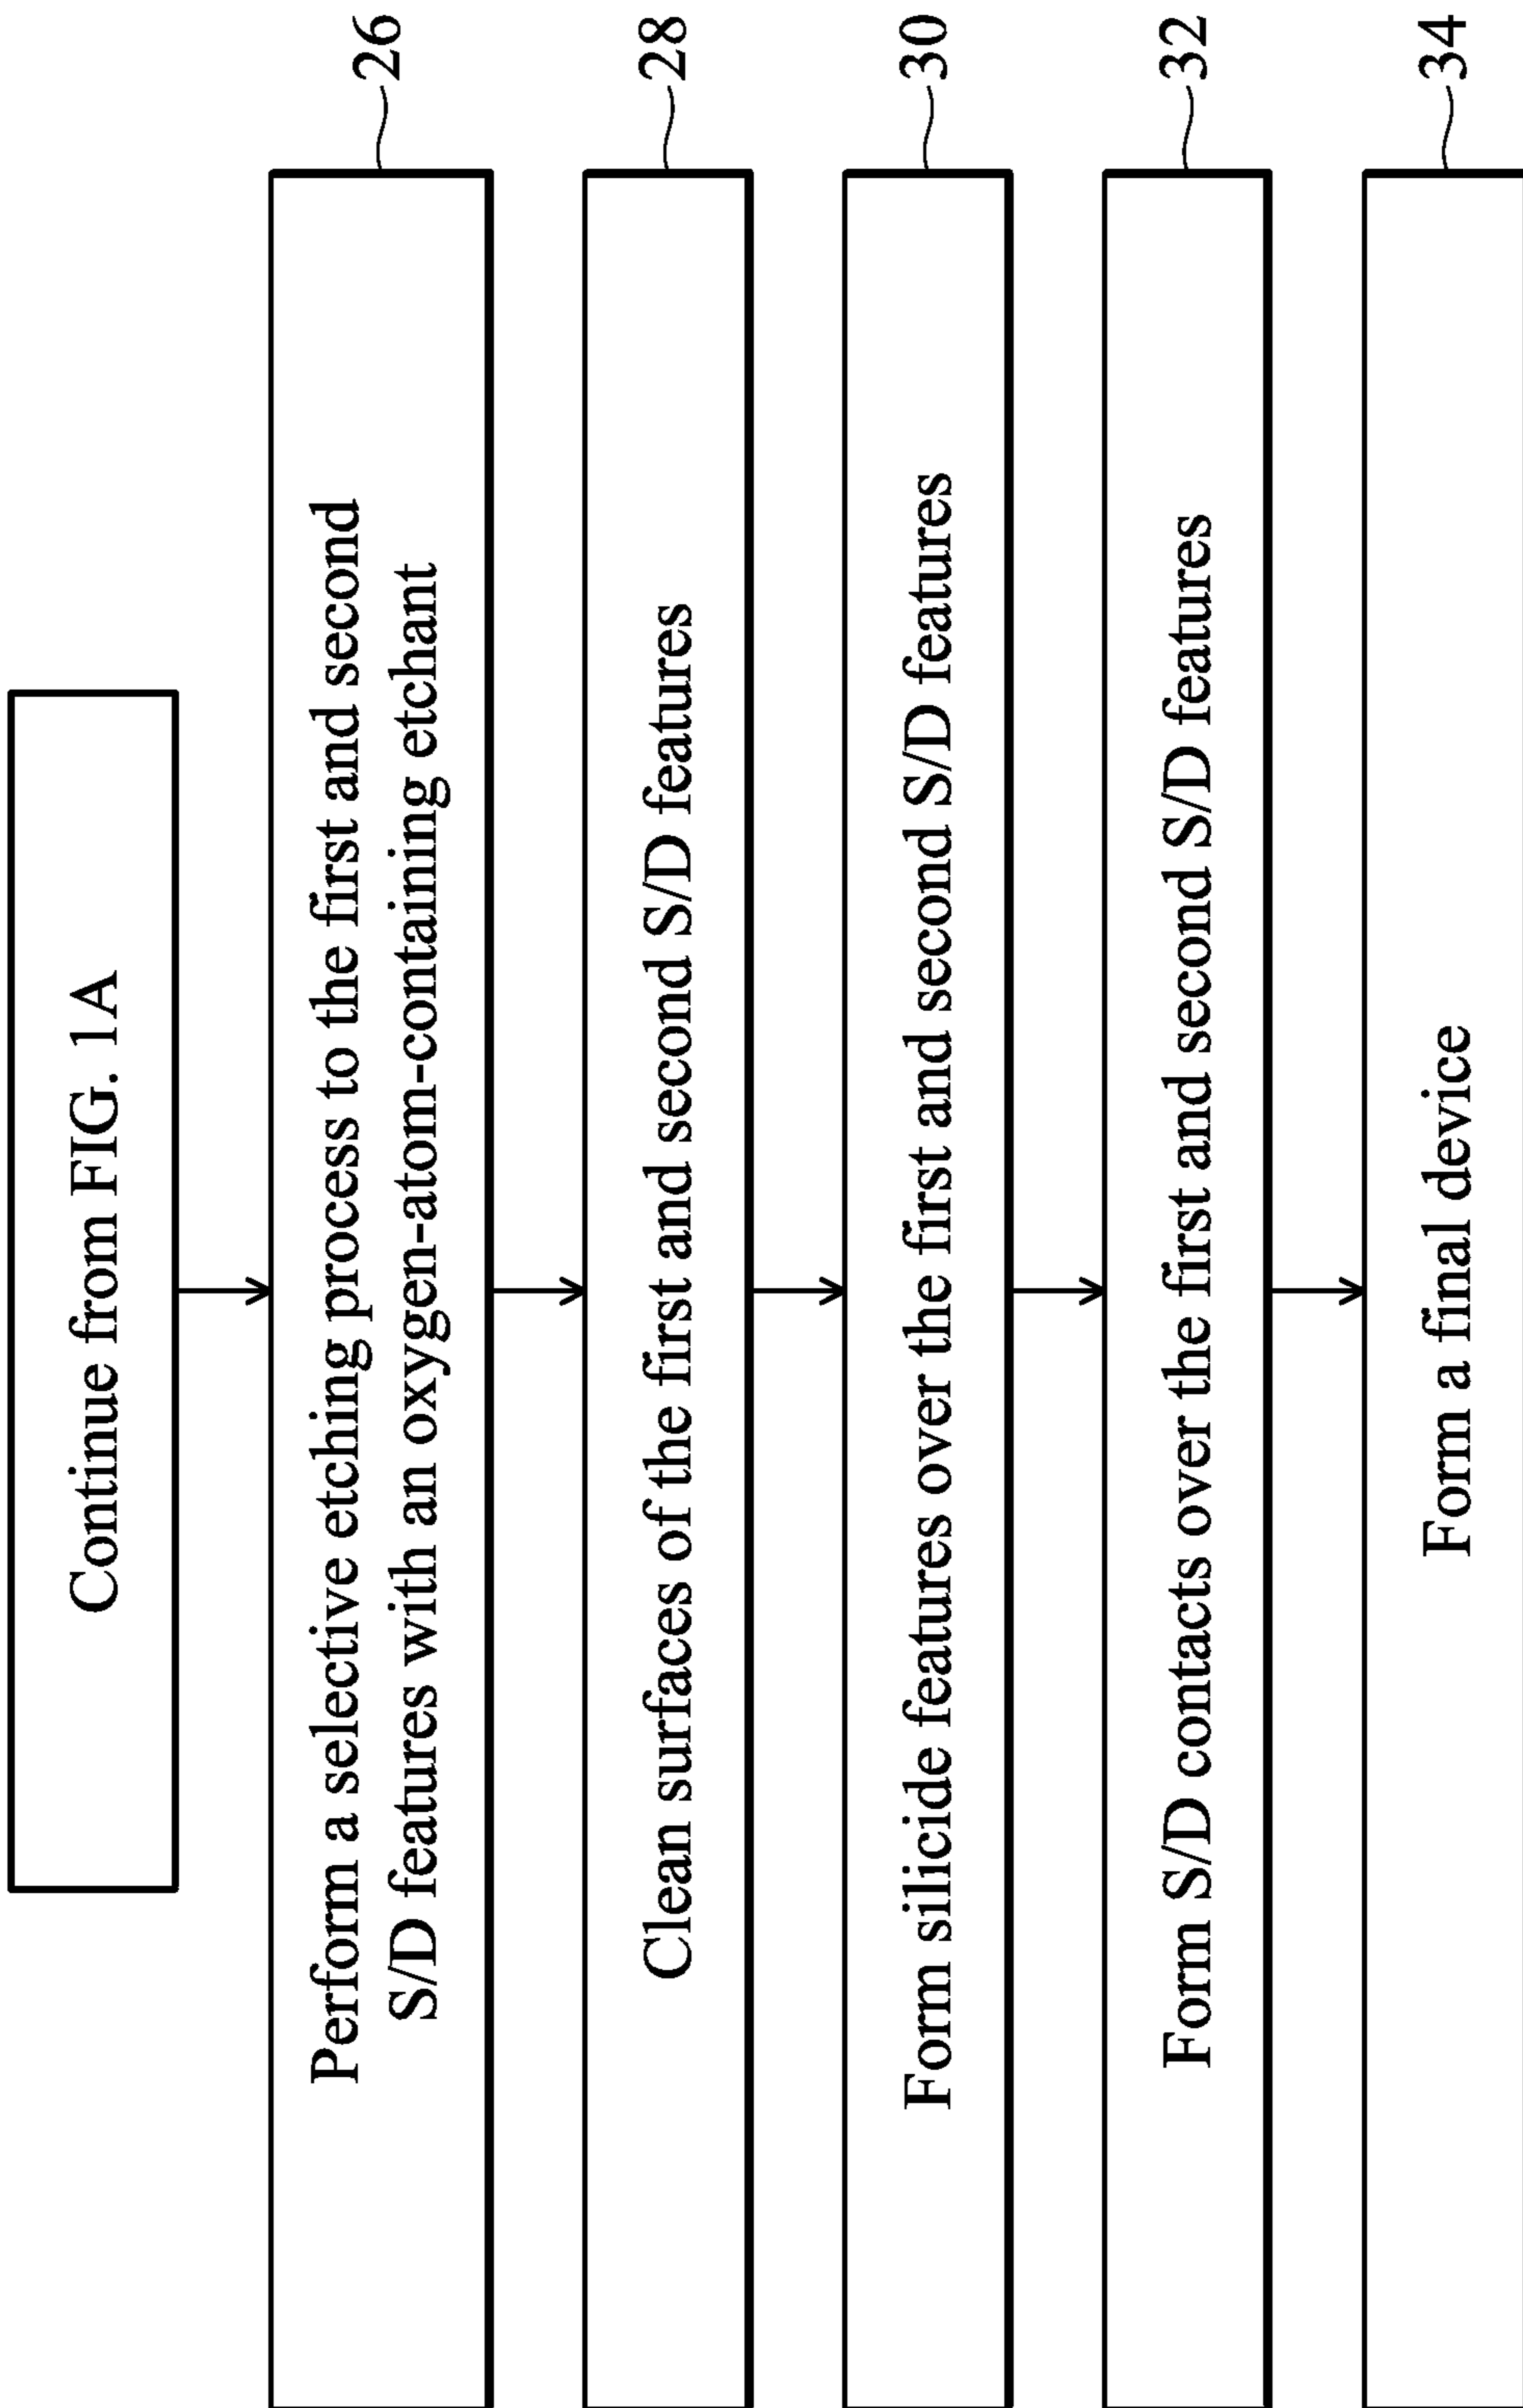 Continue from FIG. 1A
Perform a selective etching process to the first and second
S/D features with an oxygen-atom-containing etchant
26
Clean surfaces of the first and second S/D features
28
Form silicide features over the first and second S/D features
30
Form S/D contacts over the first and second S/D features
32
Form a final device
34